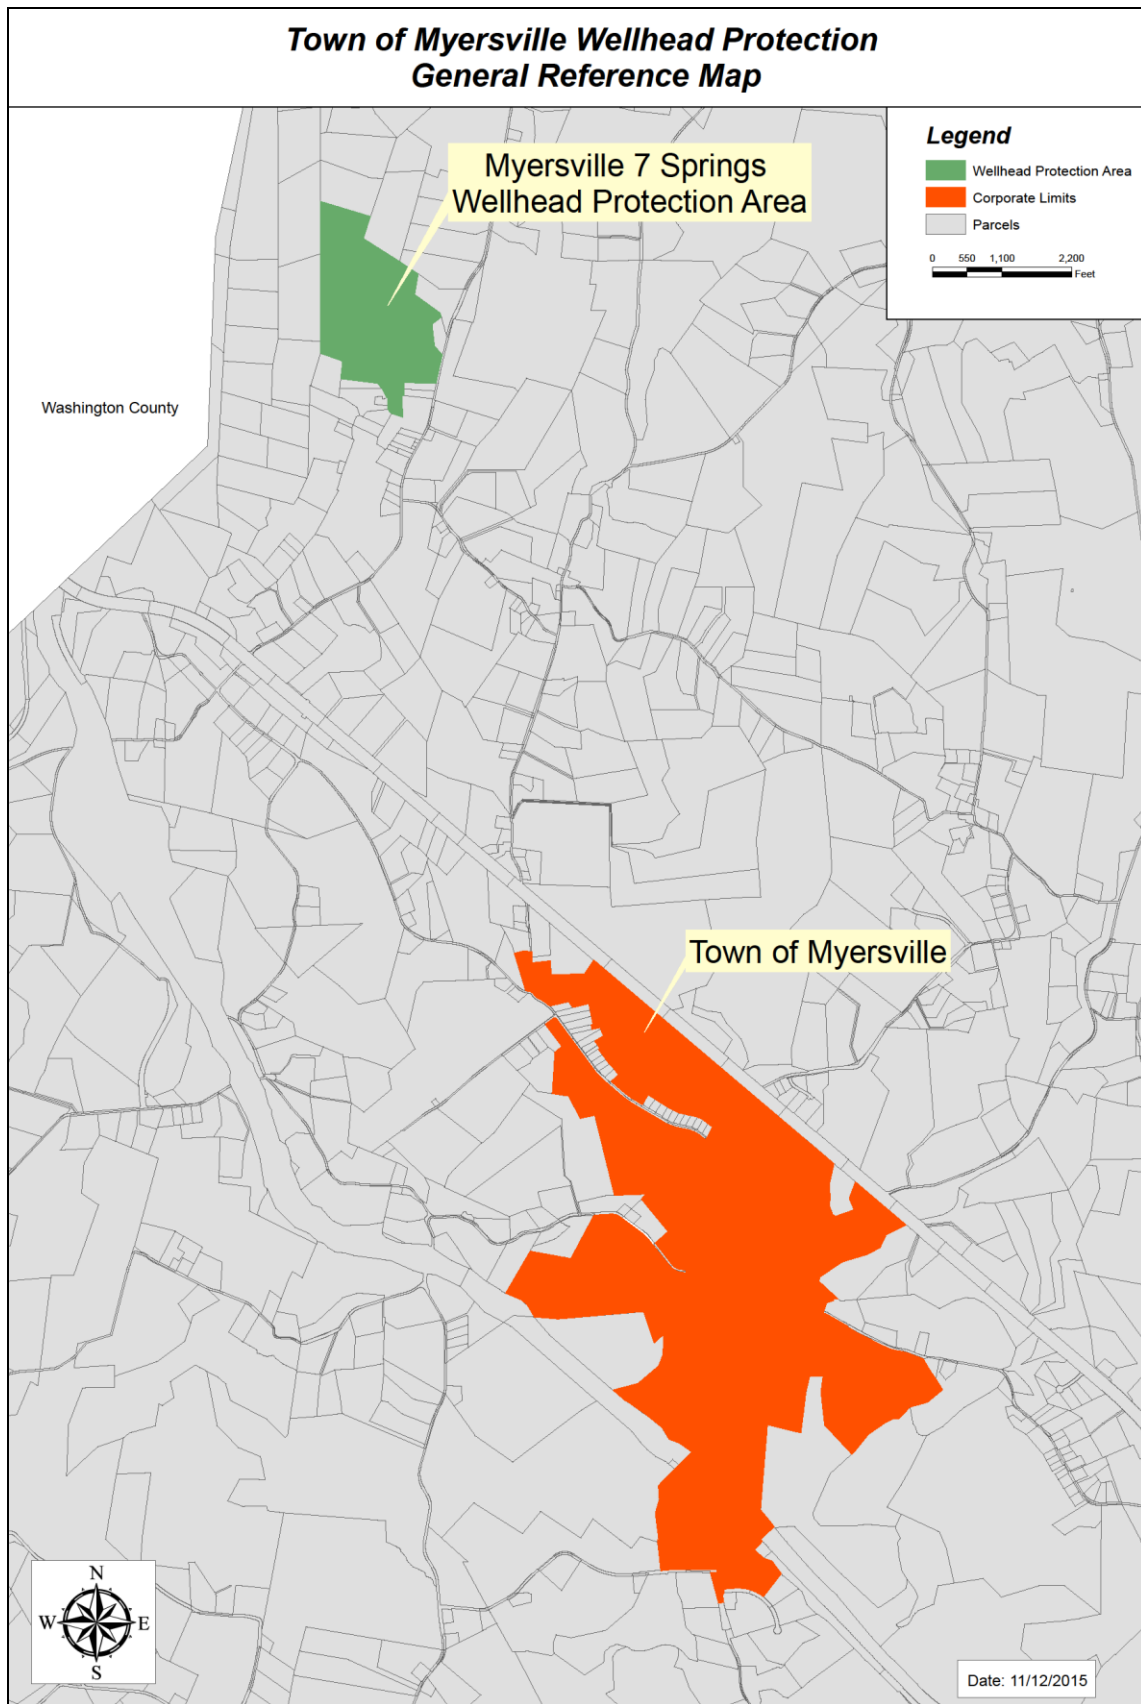 Town of Myersville Wellhead Protection
General Reference Map
Legend
Wellhead Protection Area
Corporate Limits
Parcels
0 550 1,100 2,200
Feet
Myersville 7 Springs
Wellhead Protection Area
Washington County
Town of Myersville
N
W E
S
Date: 11/12/2015